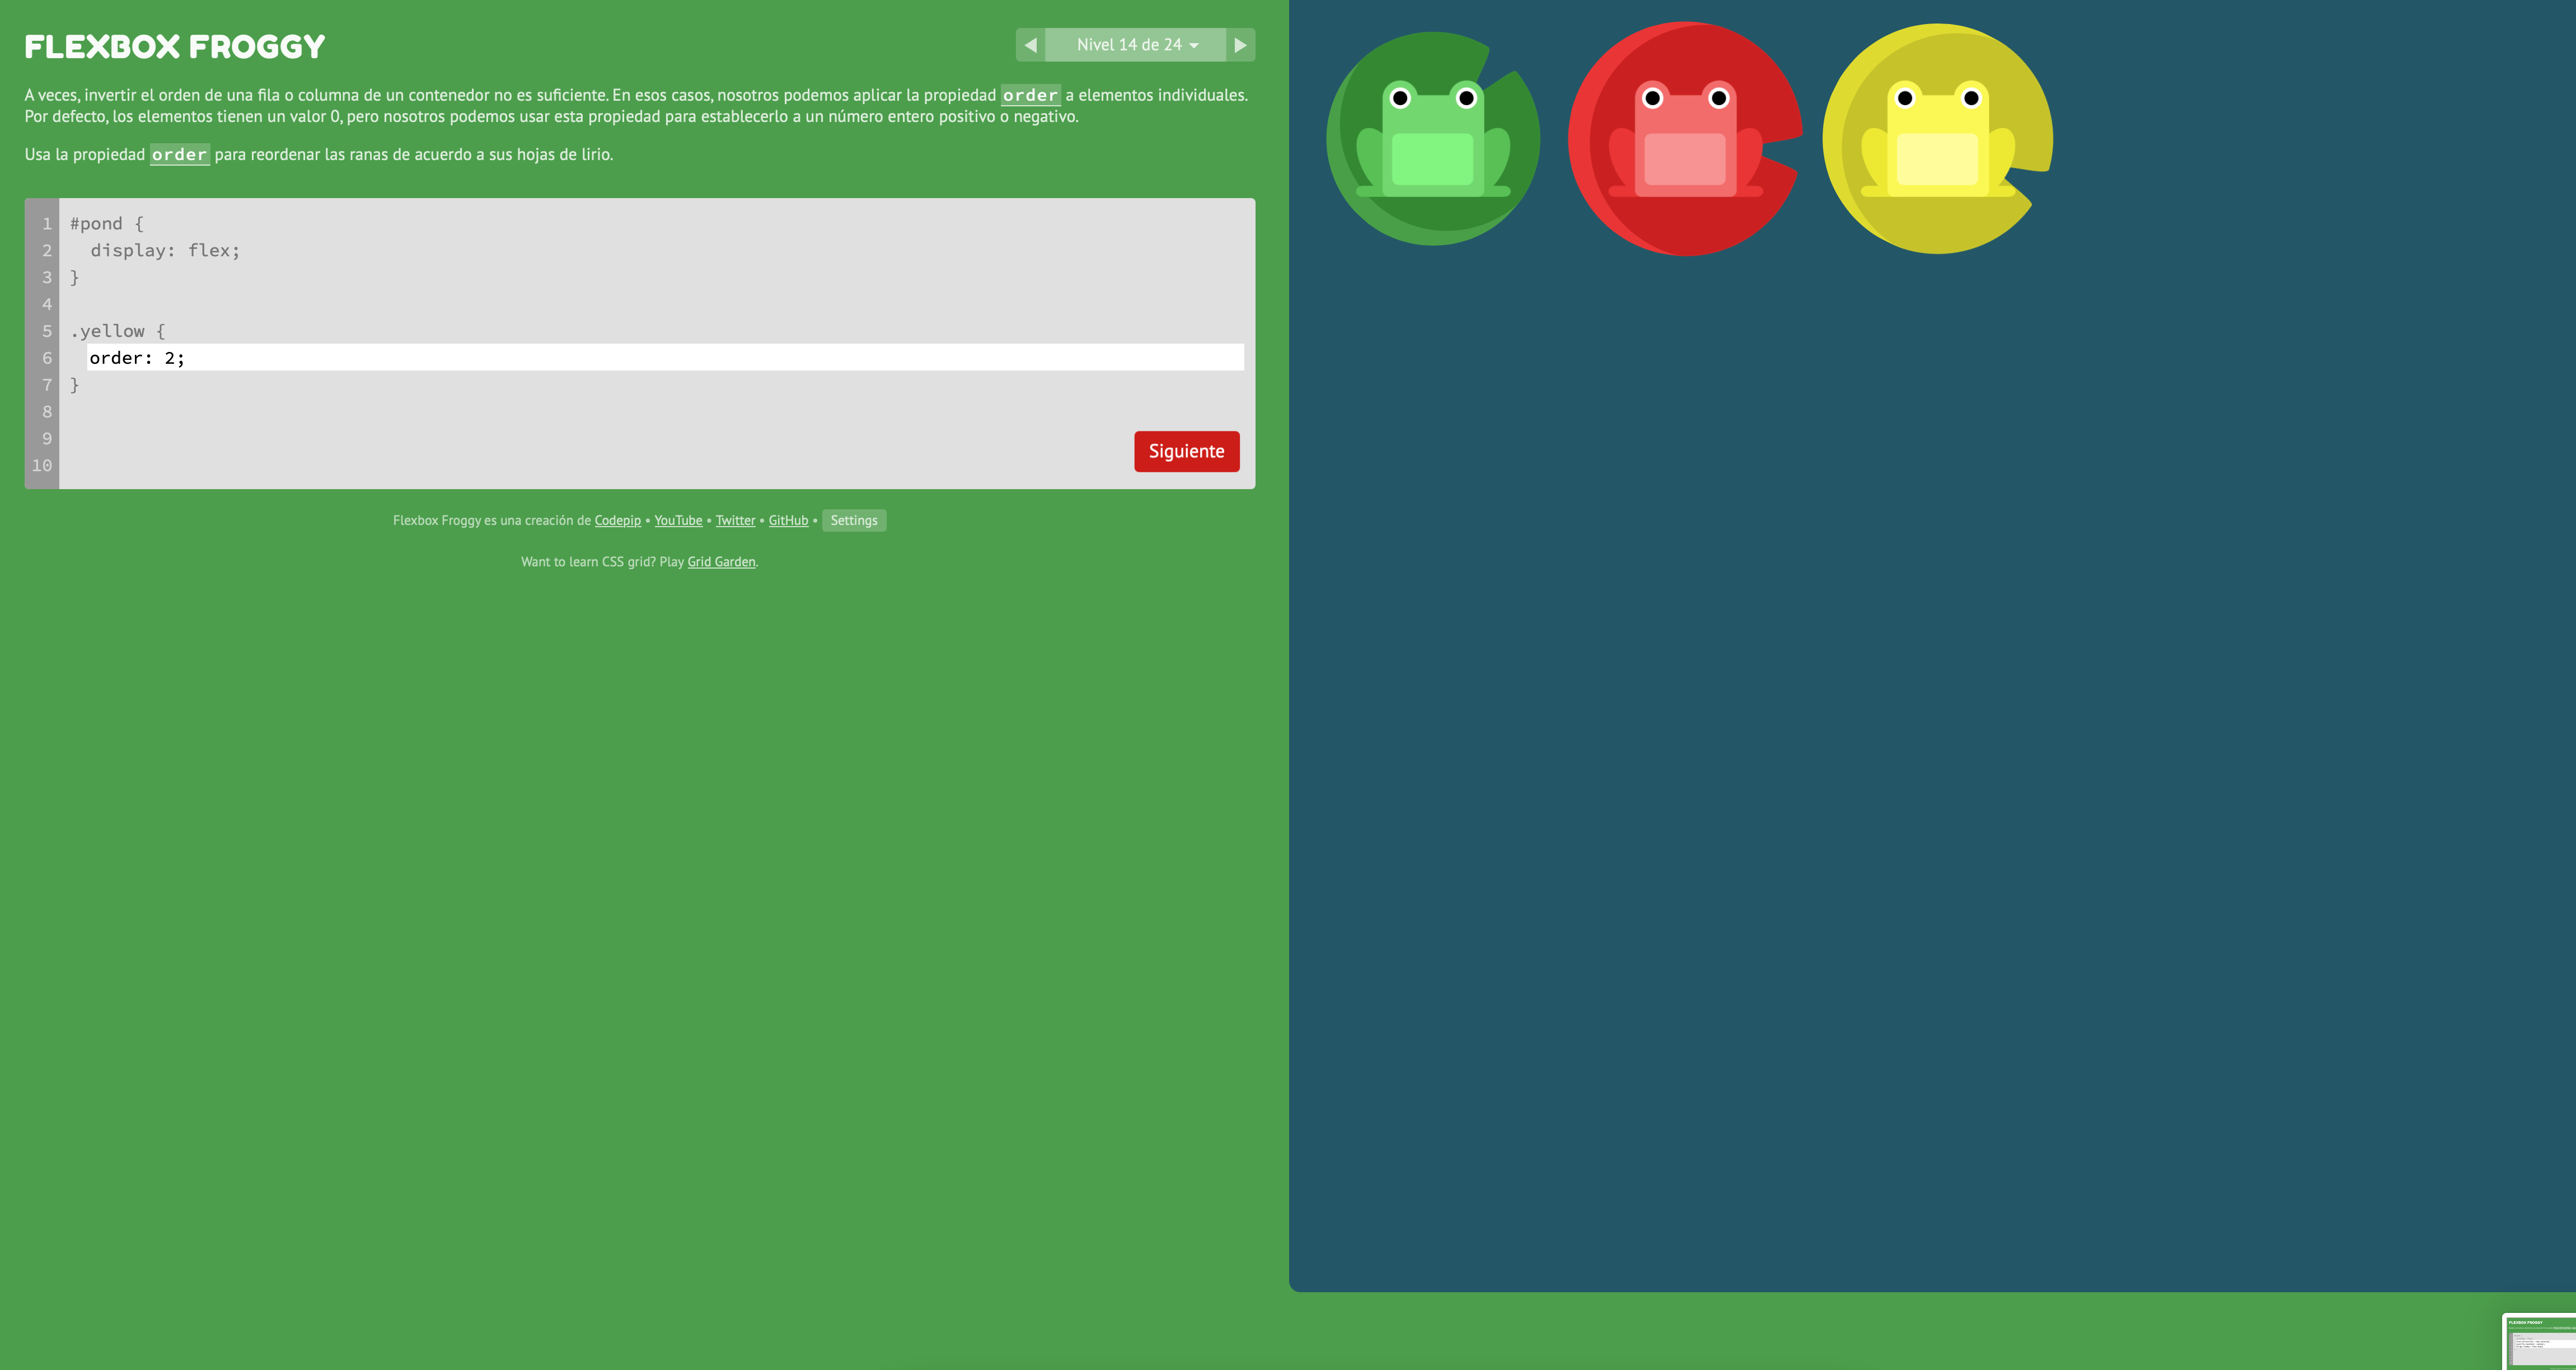 FLEXBOX FROGGY
Nivel 14 de 24
A veces, invertir el orden de una fila o columna de un contenedor no es suficiente. En esos casos, nosotros podemos aplicar la propiedad order a elementos individuales.
Por defecto, los elementos tienen un valor 0, pero nosotros podemos usar esta propiedad para establecerlo a un número entero positivo o negativo.
Usa la propiedad order para reordenar las ranas de acuerdo a sus hojas de lirio.
1 #pond {
2 display: flex;
3 }
4
5 .yellow {
6 order: 2;
7 }
8
9
10
Siguiente
Flexbox Froggy es una creación de Codepip • YouTube • Twitter • GitHub • Settings
Want to learn CSS grid? Play Grid Garden.
FLEXBOX FROGGY